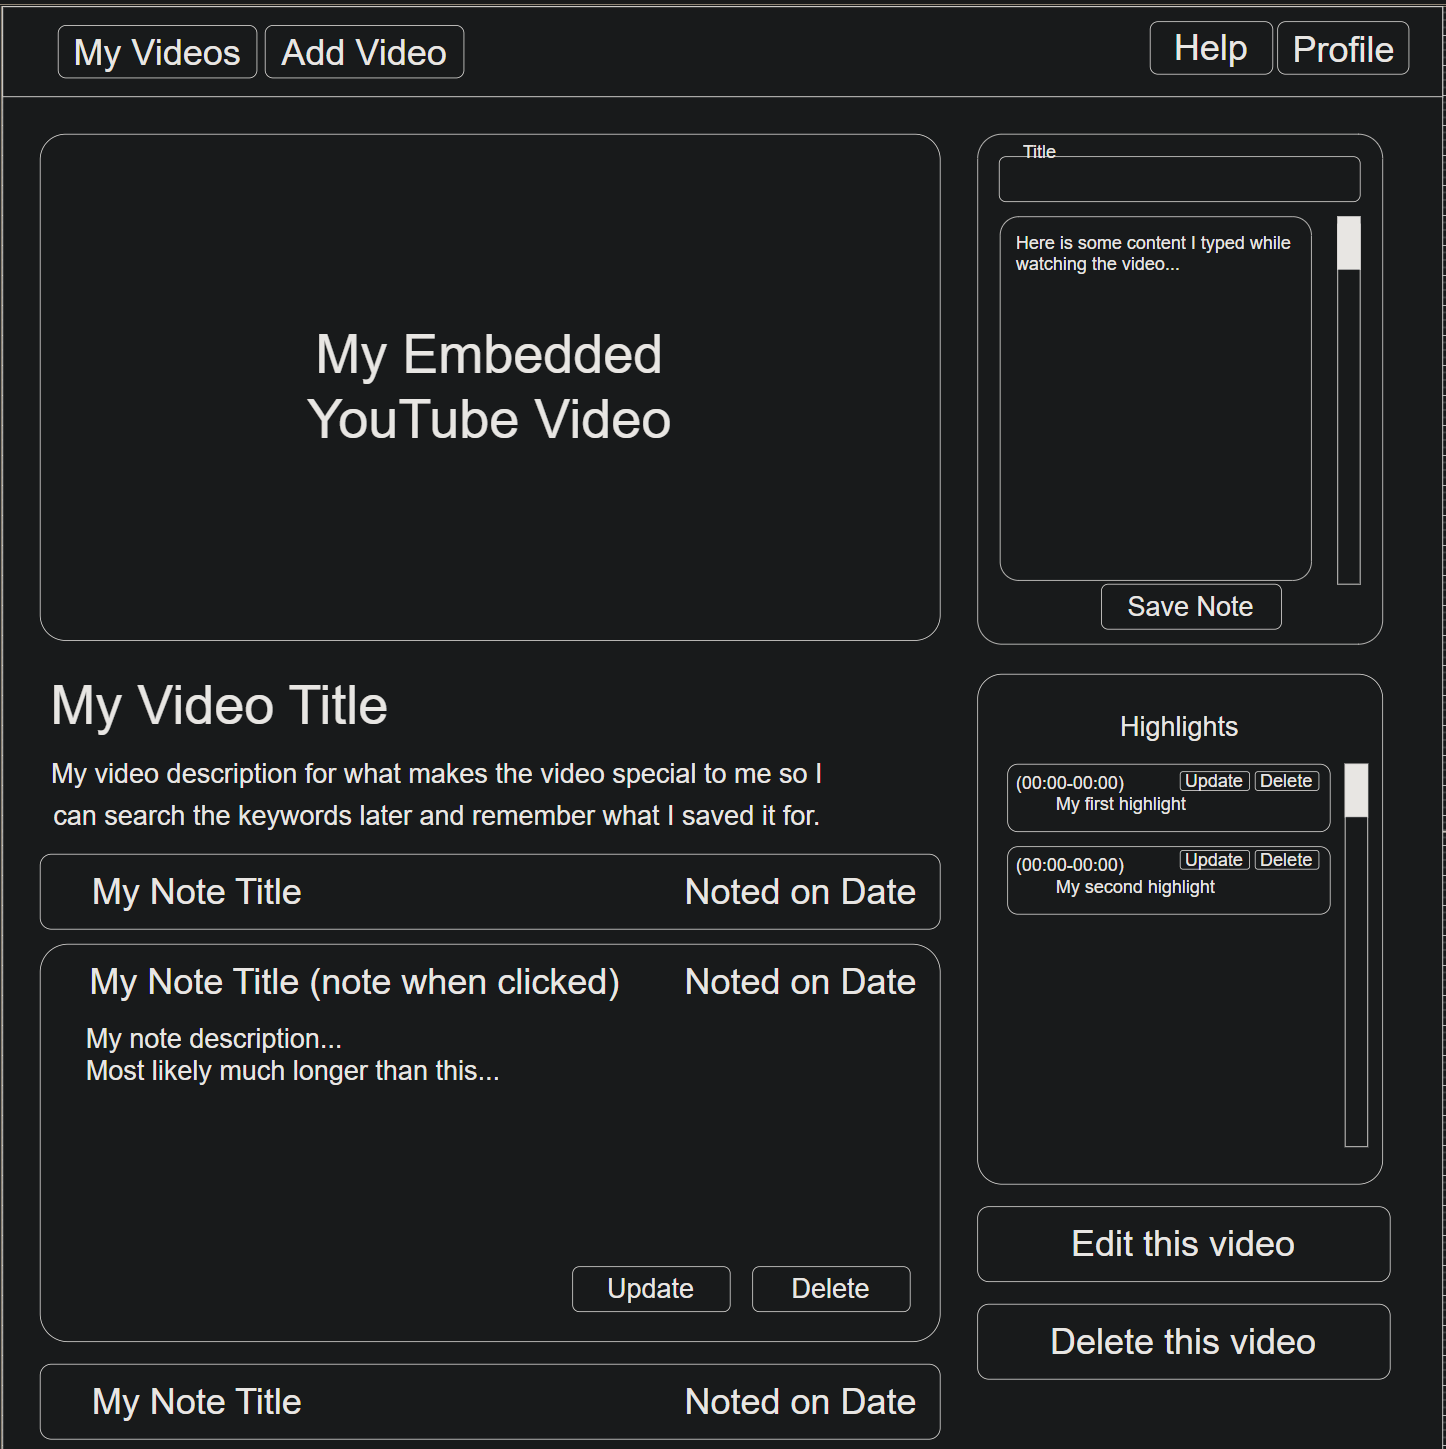 My Videos
Add Video
Help
Profile
My Embedded
YouTube Video
Title
Here is some content I typed while
watching the video...
Save Note
My Video Title
My video description for what makes the video special to me so I
can search the keywords later and remember what I saved it for.
My Note Title
Noted on Date
My Note Title (note when clicked)
Noted on Date
My note description...
Most likely much longer than this...
Update
Delete
My Note Title
Noted on Date
Highlights
(00:00-00:00)
Update
Delete
My first highlight
(00:00-00:00)
Update
Delete
My second highlight
Edit this video
Delete this video